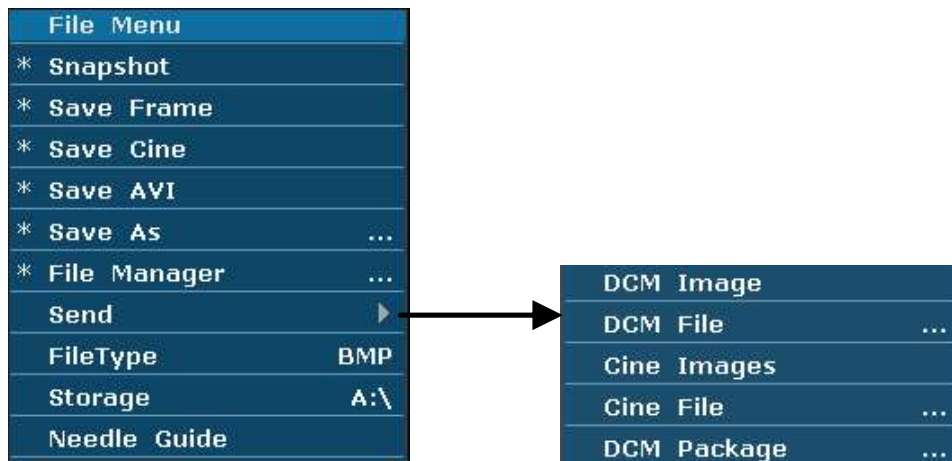 File Menu
* Snapshot
* Save Frame
* Save Cine
* Save AVI
* Save As ...
* File Manager ...
Send
FileType BMP
Storage A:\
Needle Guide
DCM Image
DCM File ...
Cine Images
Cine File ...
DCM Package ...